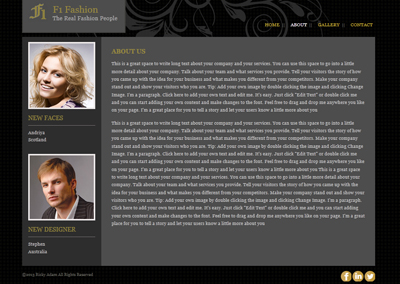 F1 F1 Fashion
The Real Fashion People
HOME :: ABOUT :: GALLERY :: CONTACT
ABOUT US
This is a great space to write long text about your company and your services. You can use this space to go into a little
more detail about your company. Talk about your team and what services you provide. Tell your visitors the story of how
you came up with the idea for your business and what makes you different from your competitors. Make your company
stand out and show your visitors who you are. Tip: Add your own image by double clicking the image and clicking Change
Image. I'm a paragraph. Click here to add your own text and edit me. It's easy. Just click "Edit Text" or double click me
and you can start adding your own content and make changes to the font. Feel free to drag and drop me anywhere you like
on your page. I'm a great place for you to tell a story and let your users know a little more about you
This is a great space to write long text about your company and your services. You can use this space to go into a little
more detail about your company. Talk about your team and what services you provide. Tell your visitors the story of how
you came up with the idea for your business and what makes you different from your competitors. Make your company
stand out and show your visitors who you are. Tip: Add your own image by double clicking the image and clicking Change
Image. I'm a paragraph. Click here to add your own text and edit me. It's easy. Just click "Edit Text" or double click me
and you can start adding your own content and make changes to the font. Feel free to drag and drop me anywhere you like
on your page. I'm a great place for you to tell a story and let your users know a little more about you This is a great space
to write long text about your company and your services. You can use this space to go into a little more detail about your
company. Talk about your team and what services you provide. Tell your visitors the story of how you came up with the
idea for your business and what makes you different from your competitors. Make your company stand out and show your
visitors who you are. Tip: Add your own image by double clicking the image and clicking Change Image. I'm a paragraph.
Click here to add your own text and edit me. It's easy. Just click "Edit Text" or double click me and you can start adding
your own content and make changes to the font. Feel free to drag and drop me anywhere you like on your page. I'm a great
place for you to tell a story and let your users know a little more about you
NEW FACES
Andriya
Scotland
NEW DESIGNER
Stephen
Australia
©2013 Ricky Adam All Rights Reserved